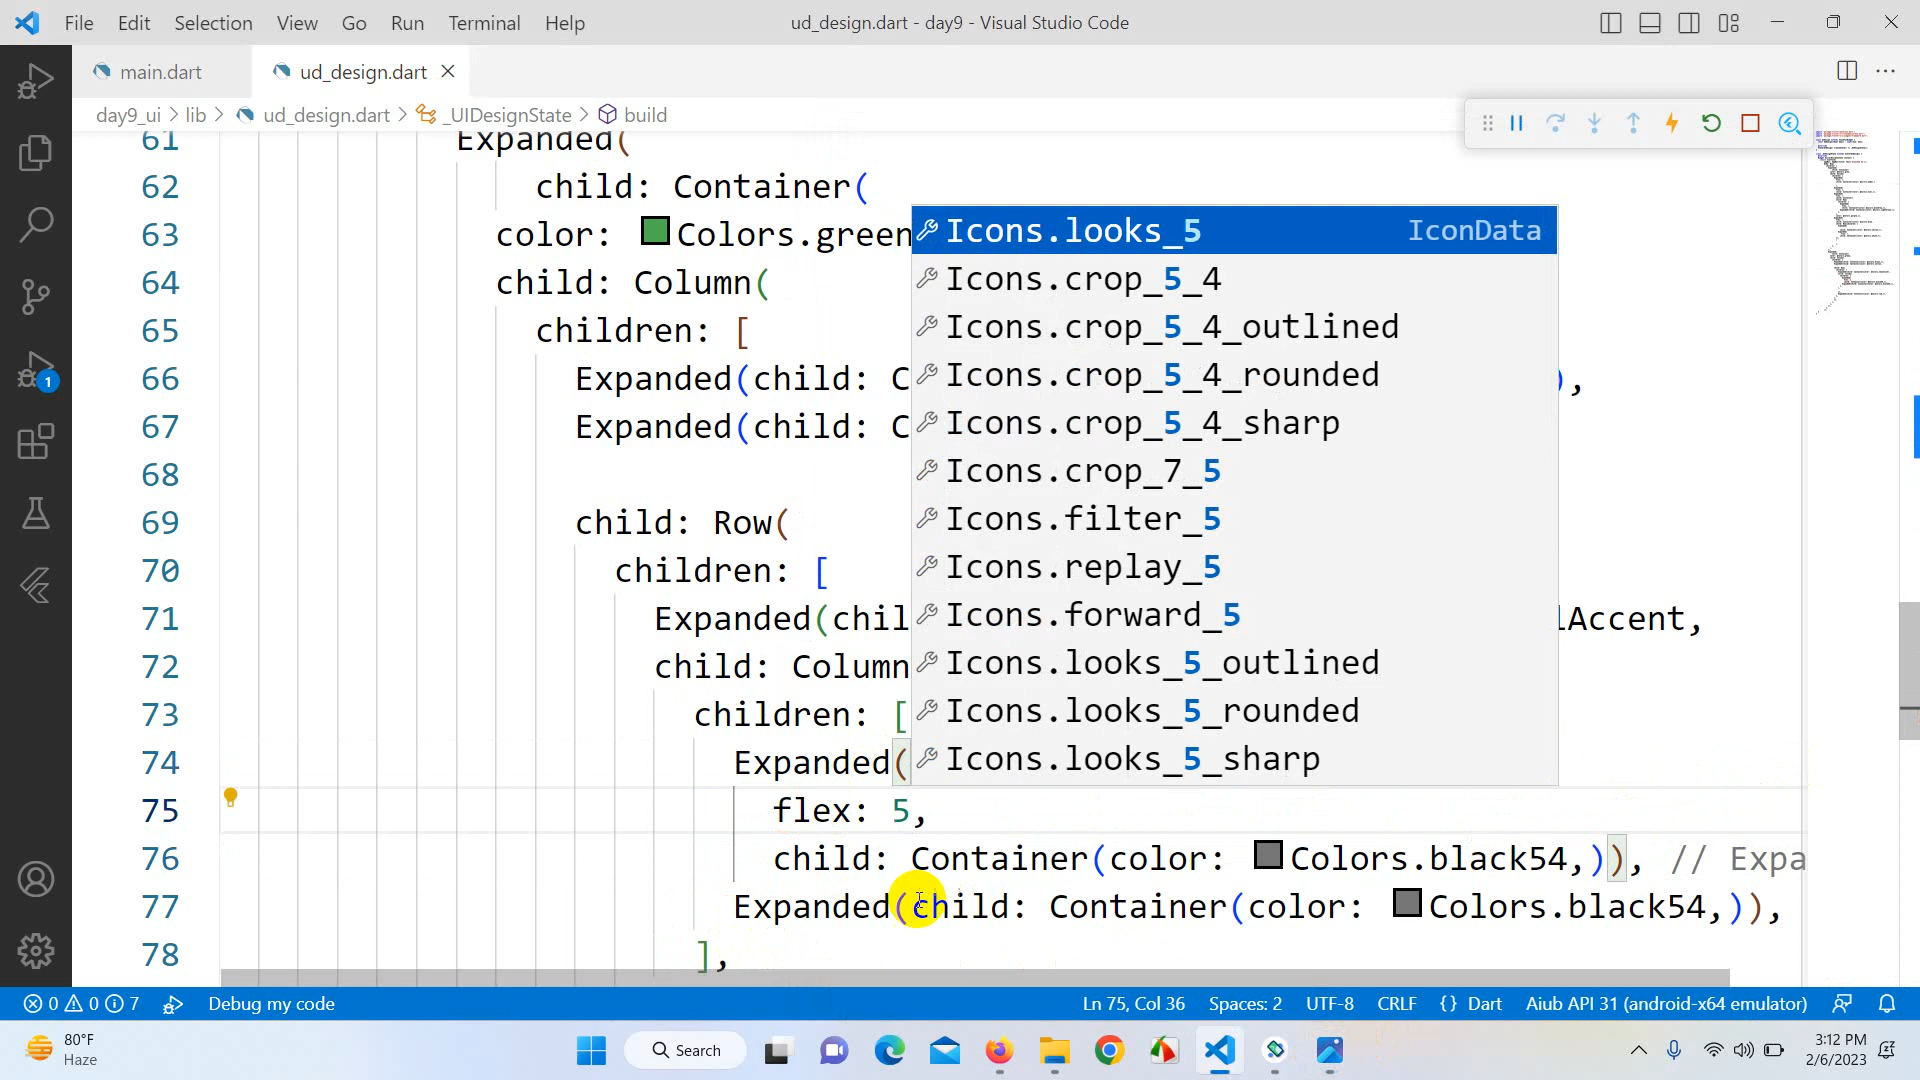 File Edit Selection View Go Run Terminal Help
ud_design.dart - day9 - Visual Studio Code
main.dart
ud_design.dart
day9_ui > lib > ud_design.dart > _UIDesignState > build
61 Expanded(
62 child: Container(
63 color: Colors.green
64 child: Column(
65 children: [
66 Expanded(child: C ),
67 Expanded(child: C
68
69 child: Row(
70 children: [
71 Expanded(chil lAccent,
72 child: Column
73 children: [
74 Expanded(
75 flex: 5,
76 child: Container(color: Colors.black54,)), // Expa
77 Expanded(child: Container(color: Colors.black54,)),
78 ],
Icons.looks_5 IconData
Icons.crop_5_4
Icons.crop_5_4_outlined
Icons.crop_5_4_rounded
Icons.crop_5_4_sharp
Icons.crop_7_5
Icons.filter_5
Icons.replay_5
Icons.forward_5
Icons.looks_5_outlined
Icons.looks_5_rounded
Icons.looks_5_sharp
1
0 0 7 Debug my code
Ln 75, Col 36 Spaces: 2 UTF-8 CRLF {} Dart Aiub API 31 (android-x64 emulator)
80°F
Haze
Search
3:12 PM
2/6/2023